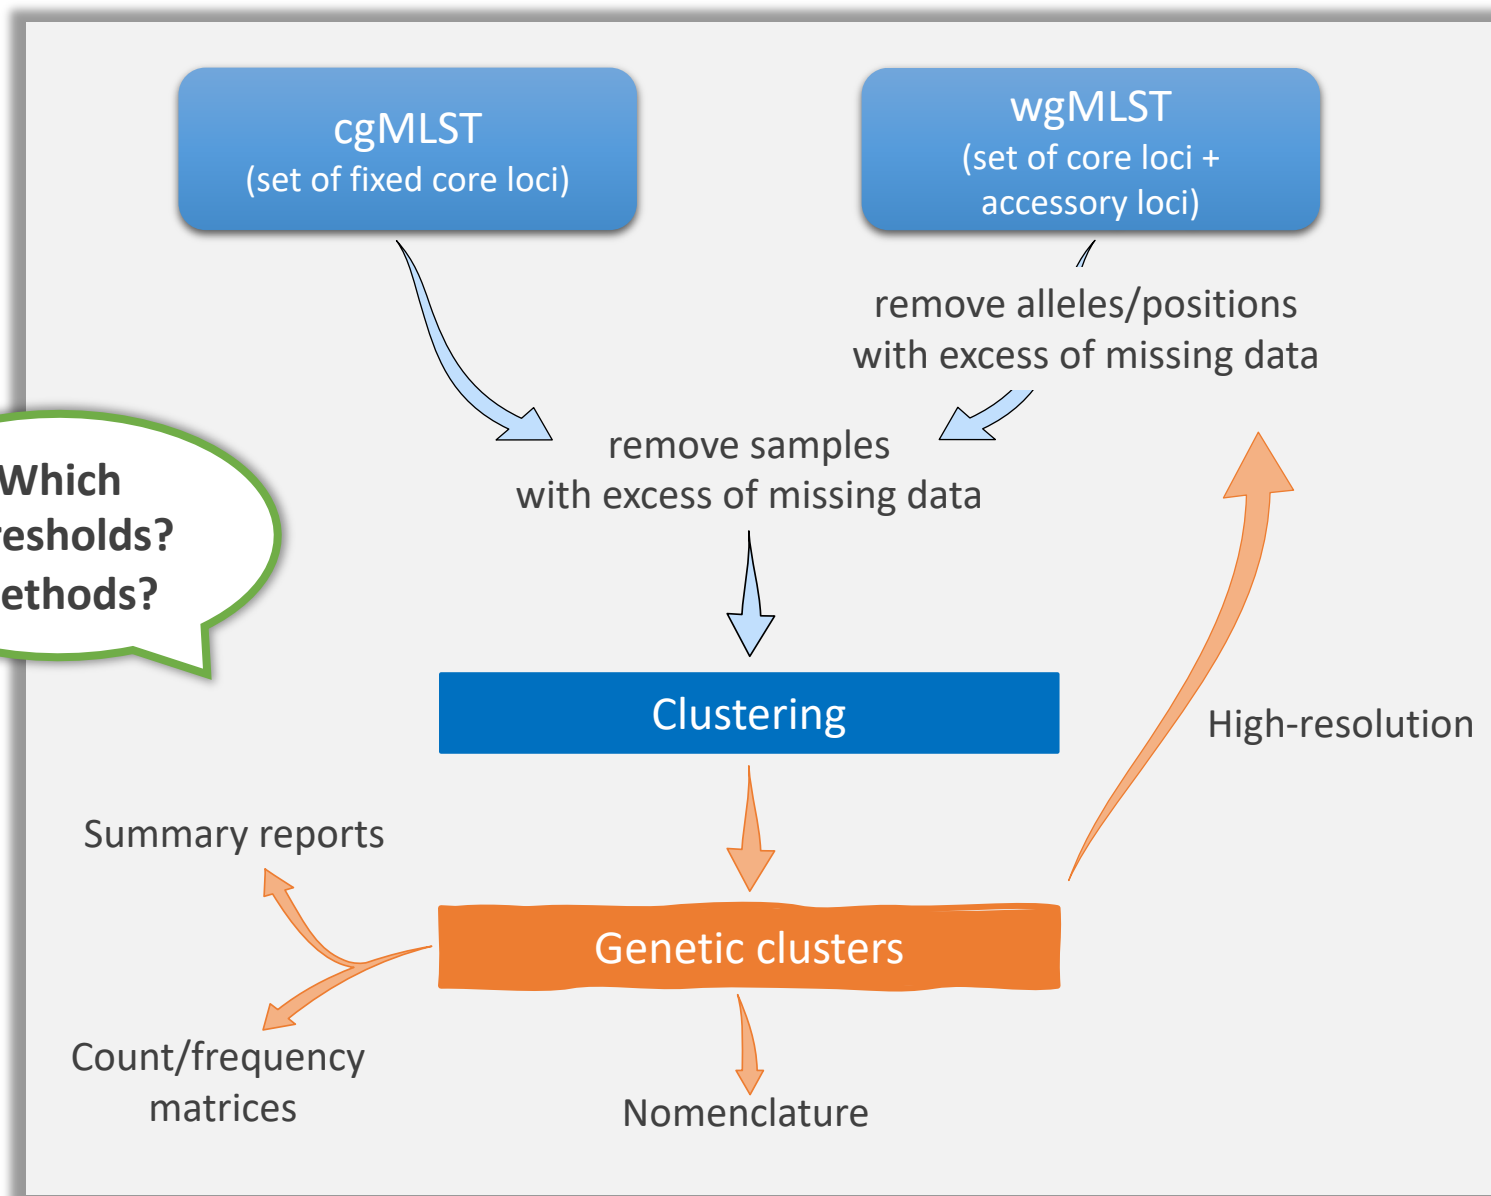 cgMLST
(set of fixed core loci)
wgMLST
(set of core loci +
accessory loci)
remove alleles/positions
with excess of missing data
remove samples
with excess of missing data
Which
resholds?
ethods?
Clustering
High-resolution
Summary reports
Genetic clusters
Count/frequency
matrices
Nomenclature